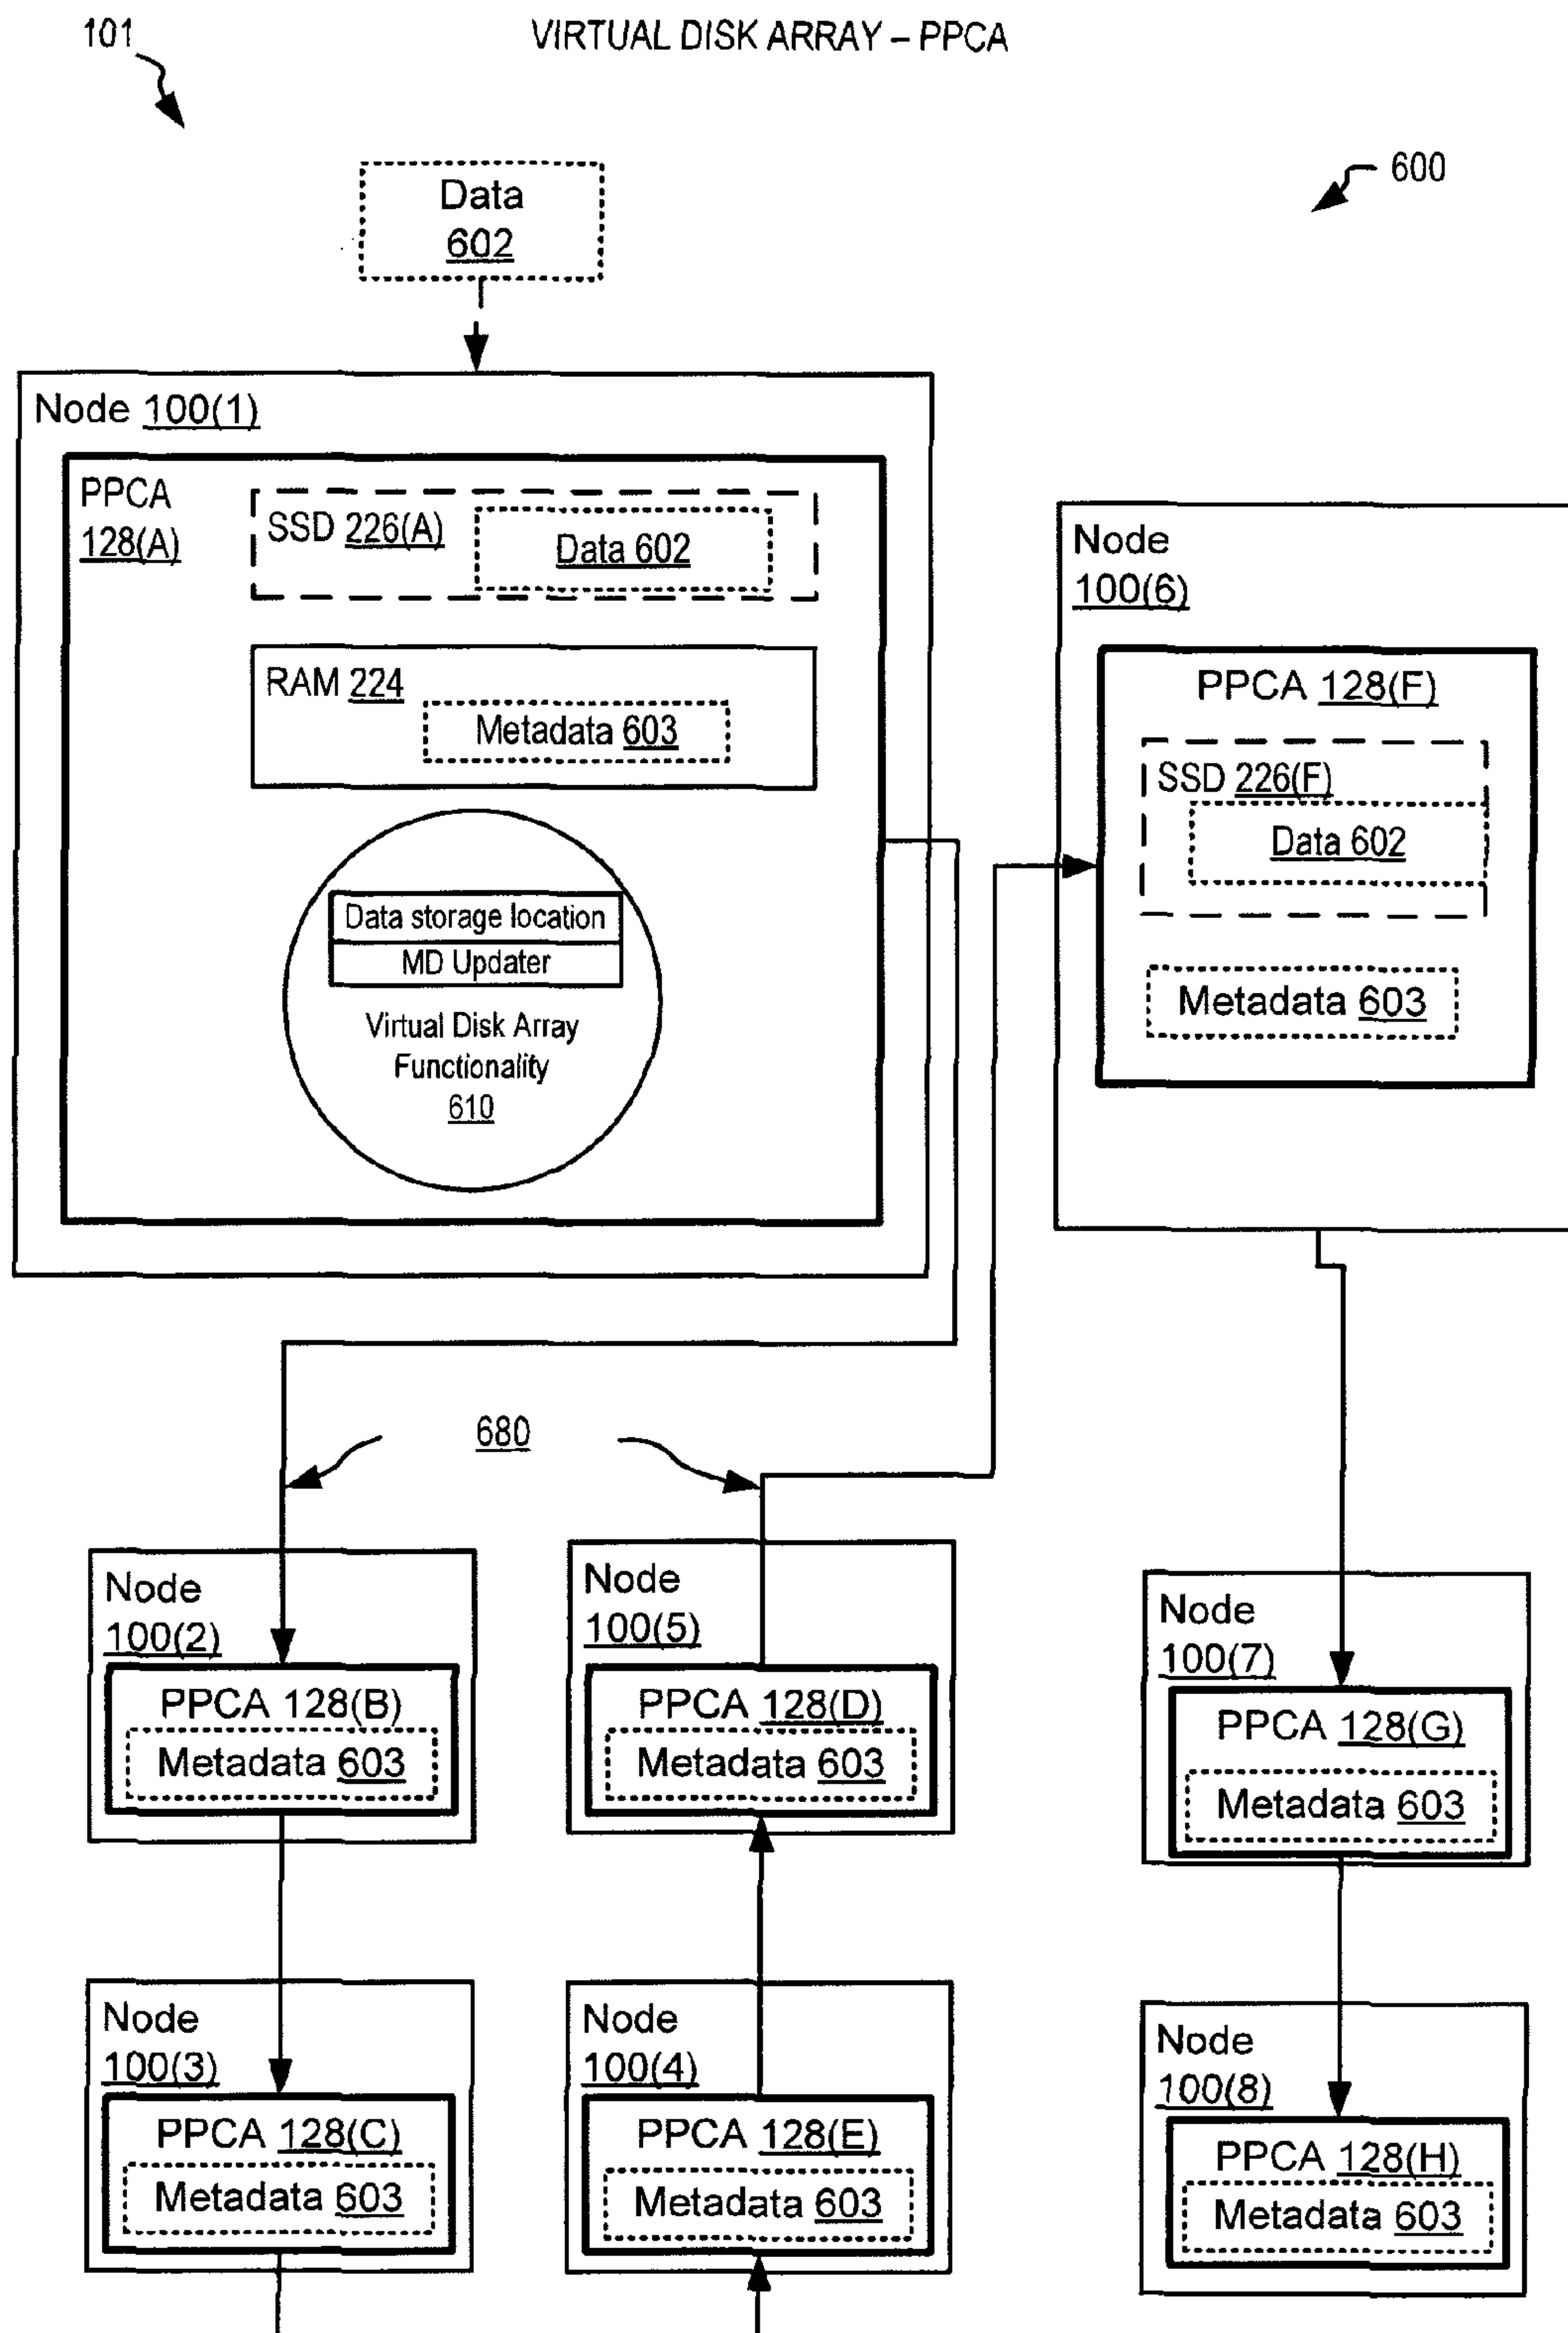 101
VIRTUAL DISK ARRAY – PPCA
600
Data
602
Node 100(1)
PPCA
128(A)
SSD 226(A)
Data 602
RAM 224
Metadata 603
Data storage location
MD Updater
Virtual Disk Array
Functionality
610
Node
100(6)
PPCA 128(F)
SSD 226(F)
Data 602
Metadata 603
680
Node
100(2)
PPCA 128(B)
Metadata 603
Node
100(5)
PPCA 128(D)
Metadata 603
Node
100(7)
PPCA 128(G)
Metadata 603
Node
100(3)
PPCA 128(C)
Metadata 603
Node
100(4)
PPCA 128(E)
Metadata 603
Node
100(8)
PPCA 128(H)
Metadata 603